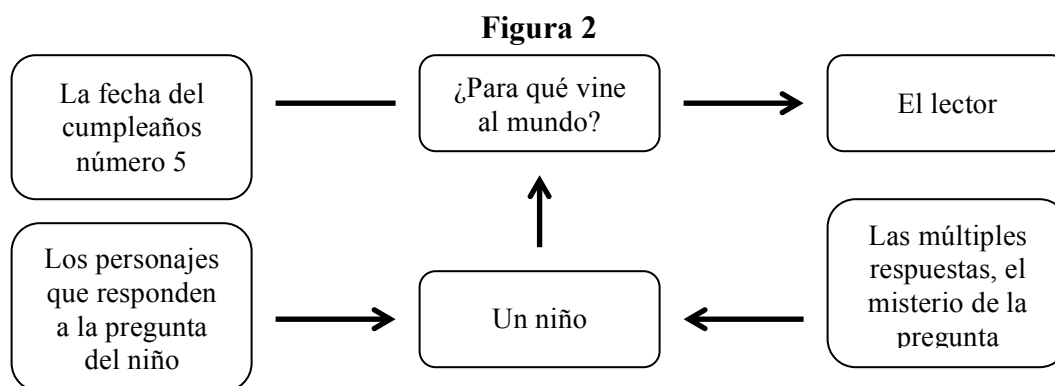 Figura 2
La fecha del
cumpleaños
número 5
¿Para qué vine
al mundo?
El lector
Los personajes
que responden
a la pregunta
del niño
Un niño
Las múltiples
respuestas, el
misterio de la
pregunta